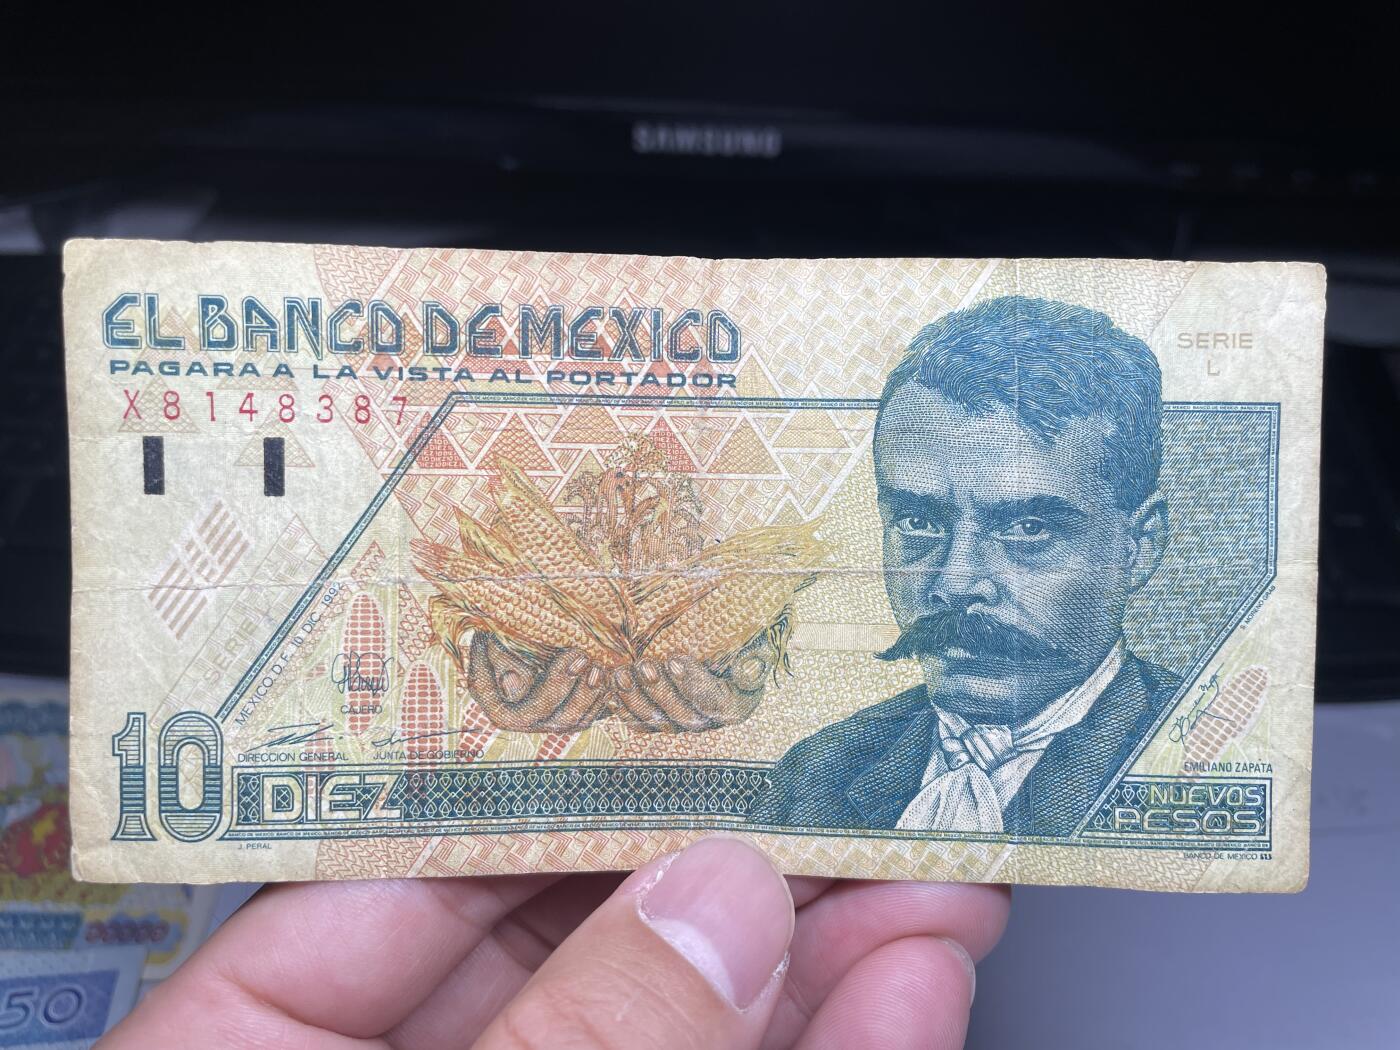 SAMSUNG
EL BANCO DE MEXICO
PAGARA A LA VISTA AL PORTADOR
SERIE
L
X8148387
MEXICO D.F. 10 DIC. 1992
CAJERO
DIRECCION GENERAL JUNTA DE GOBIERNO
EMILIANO ZAPATA
10 DIEZ
NUEVOS
PESOS
J. PERAL
BANCO DE MEXICO
50